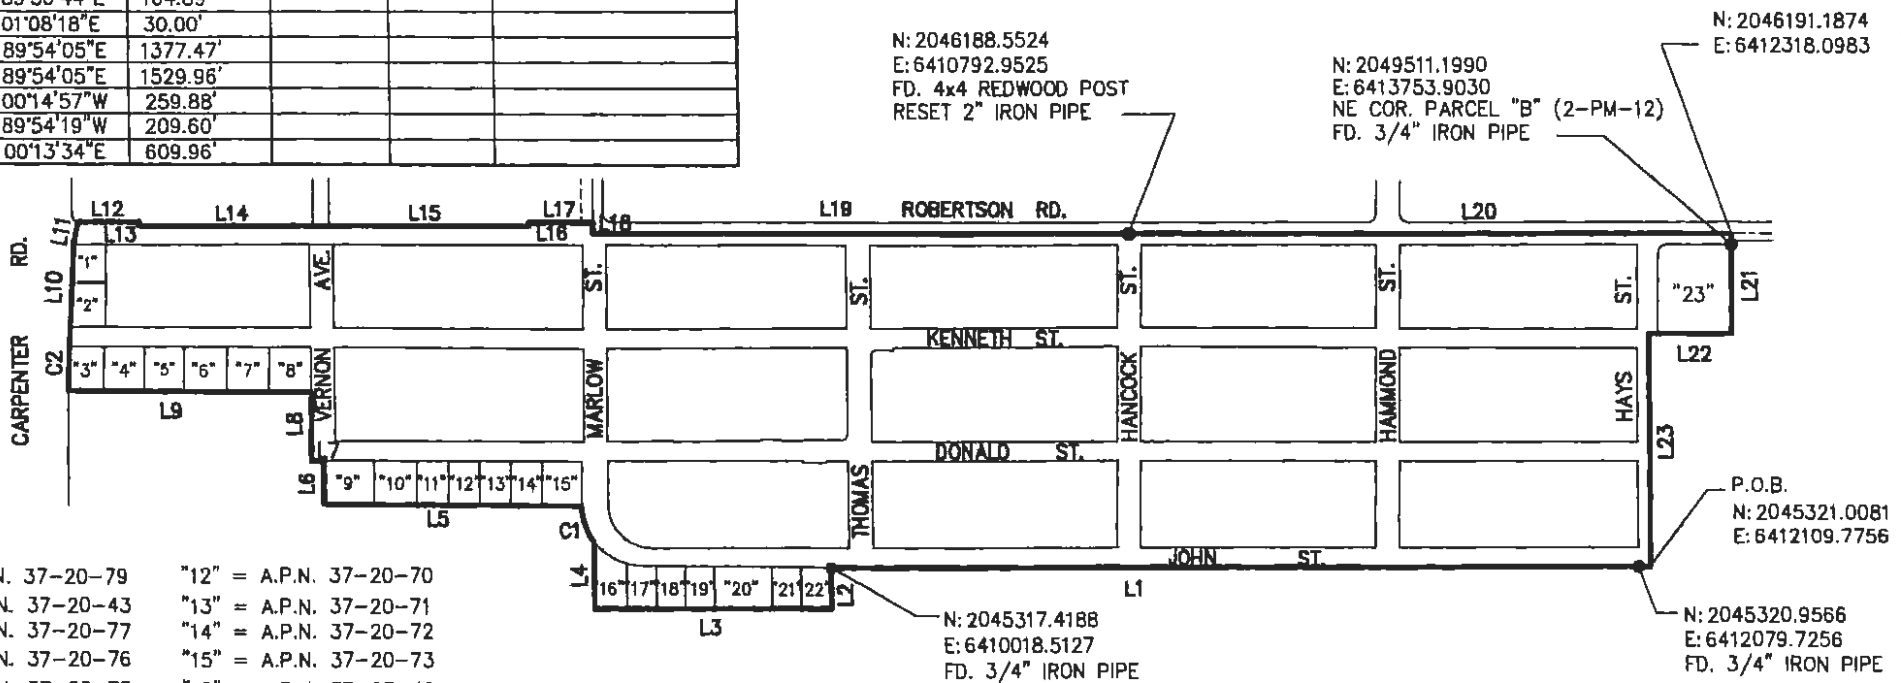 01°08'18"E 30.00'
89°54'05"E 1377.47'
89°54'05"E 1529.96'
00°14'57"W 259.88'
89°54'19"W 209.60'
00°13'34"E 609.96'
N: 2046188.5524
E: 6410792.9525
FD. 4x4 REDWOOD POST
RESET 2" IRON PIPE
N: 2049511.1990
E: 6413753.9030
NE COR. PARCEL "B" (2-PM-12)
FD. 3/4" IRON PIPE
N: 2046191.1874
E: 6412318.0983
L11
L12
L13
L14
L15
L17
L16
L18
L19
ROBERTSON RD.
L20
CARPENTER RD.
L10
C2
"1"
"2"
VERNON AVE.
MARLOW ST.
THOMAS ST.
HANCOCK ST.
HAMMOND ST.
HAYS ST.
"23"
L21
L22
KENNETH ST.
"3" "4" "5" "6" "7" "8"
L9
L8
DONALD ST.
L23
L6
"9" "10" "11" "12" "13" "14" "15"
L5
C1
L4
16" "17" "18" "19" "20" "21" 22"
L3
L2
JOHN ST.
L1
P.O.B.
N: 2045321.0081
E: 6412109.7756
N: 2045317.4188
E: 6410018.5127
FD. 3/4" IRON PIPE
N: 2045320.9566
E: 6412079.7256
FD. 3/4" IRON PIPE
N. 37-20-79 "12" = A.P.N. 37-20-70
N. 37-20-43 "13" = A.P.N. 37-20-71
N. 37-20-77 "14" = A.P.N. 37-20-72
N. 37-20-76 "15" = A.P.N. 37-20-73